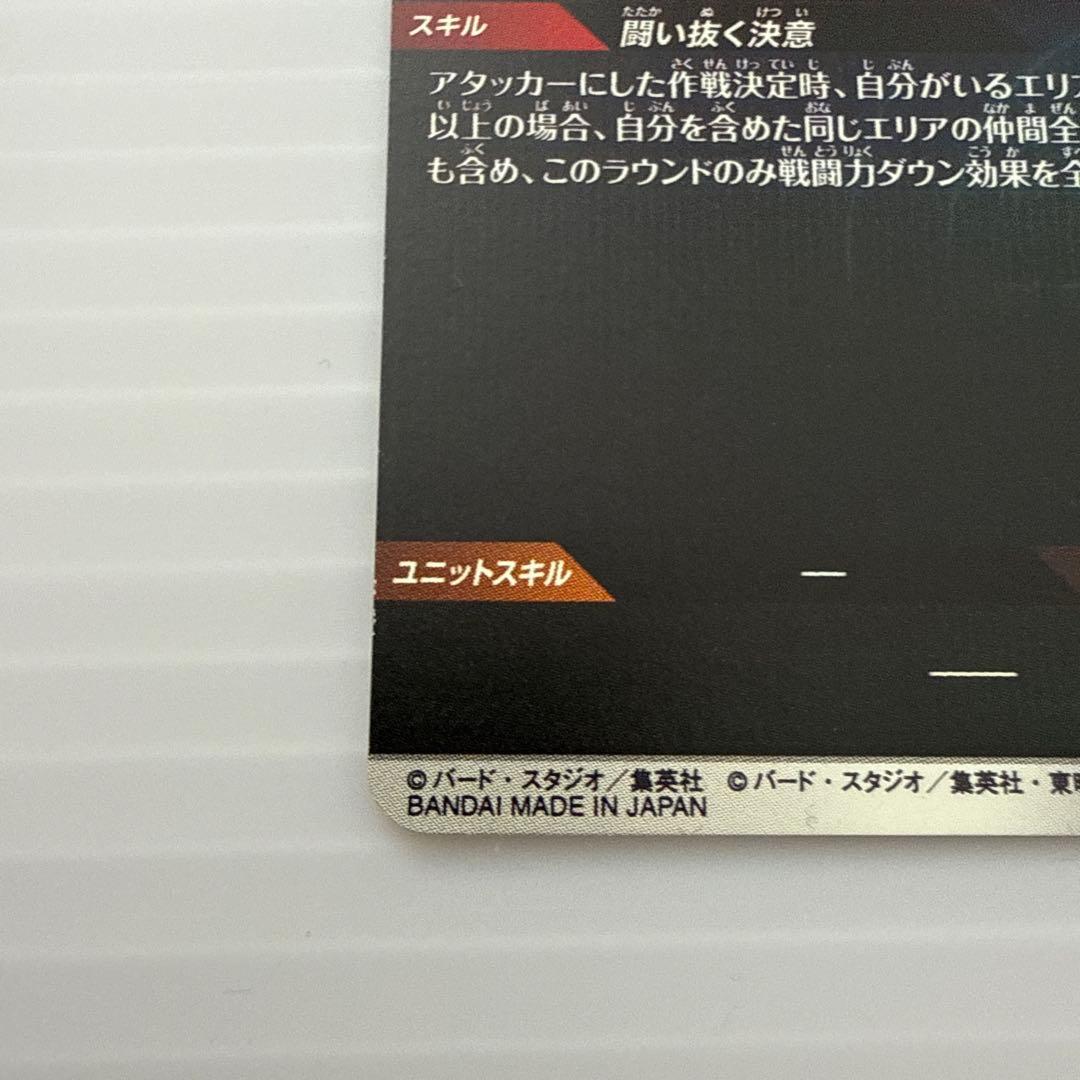 スキル 闘い抜く決意
アタッカーにした作戦決定時、自分がいるエリア
以上の場合、自分を含めた同じエリアの仲間全
も含め、このラウンドのみ戦闘力ダウン効果を全
ユニットスキル —
—
©バード・スタジオ／集英社 ©バード・スタジオ／集英社・東
BANDAI MADE IN JAPAN